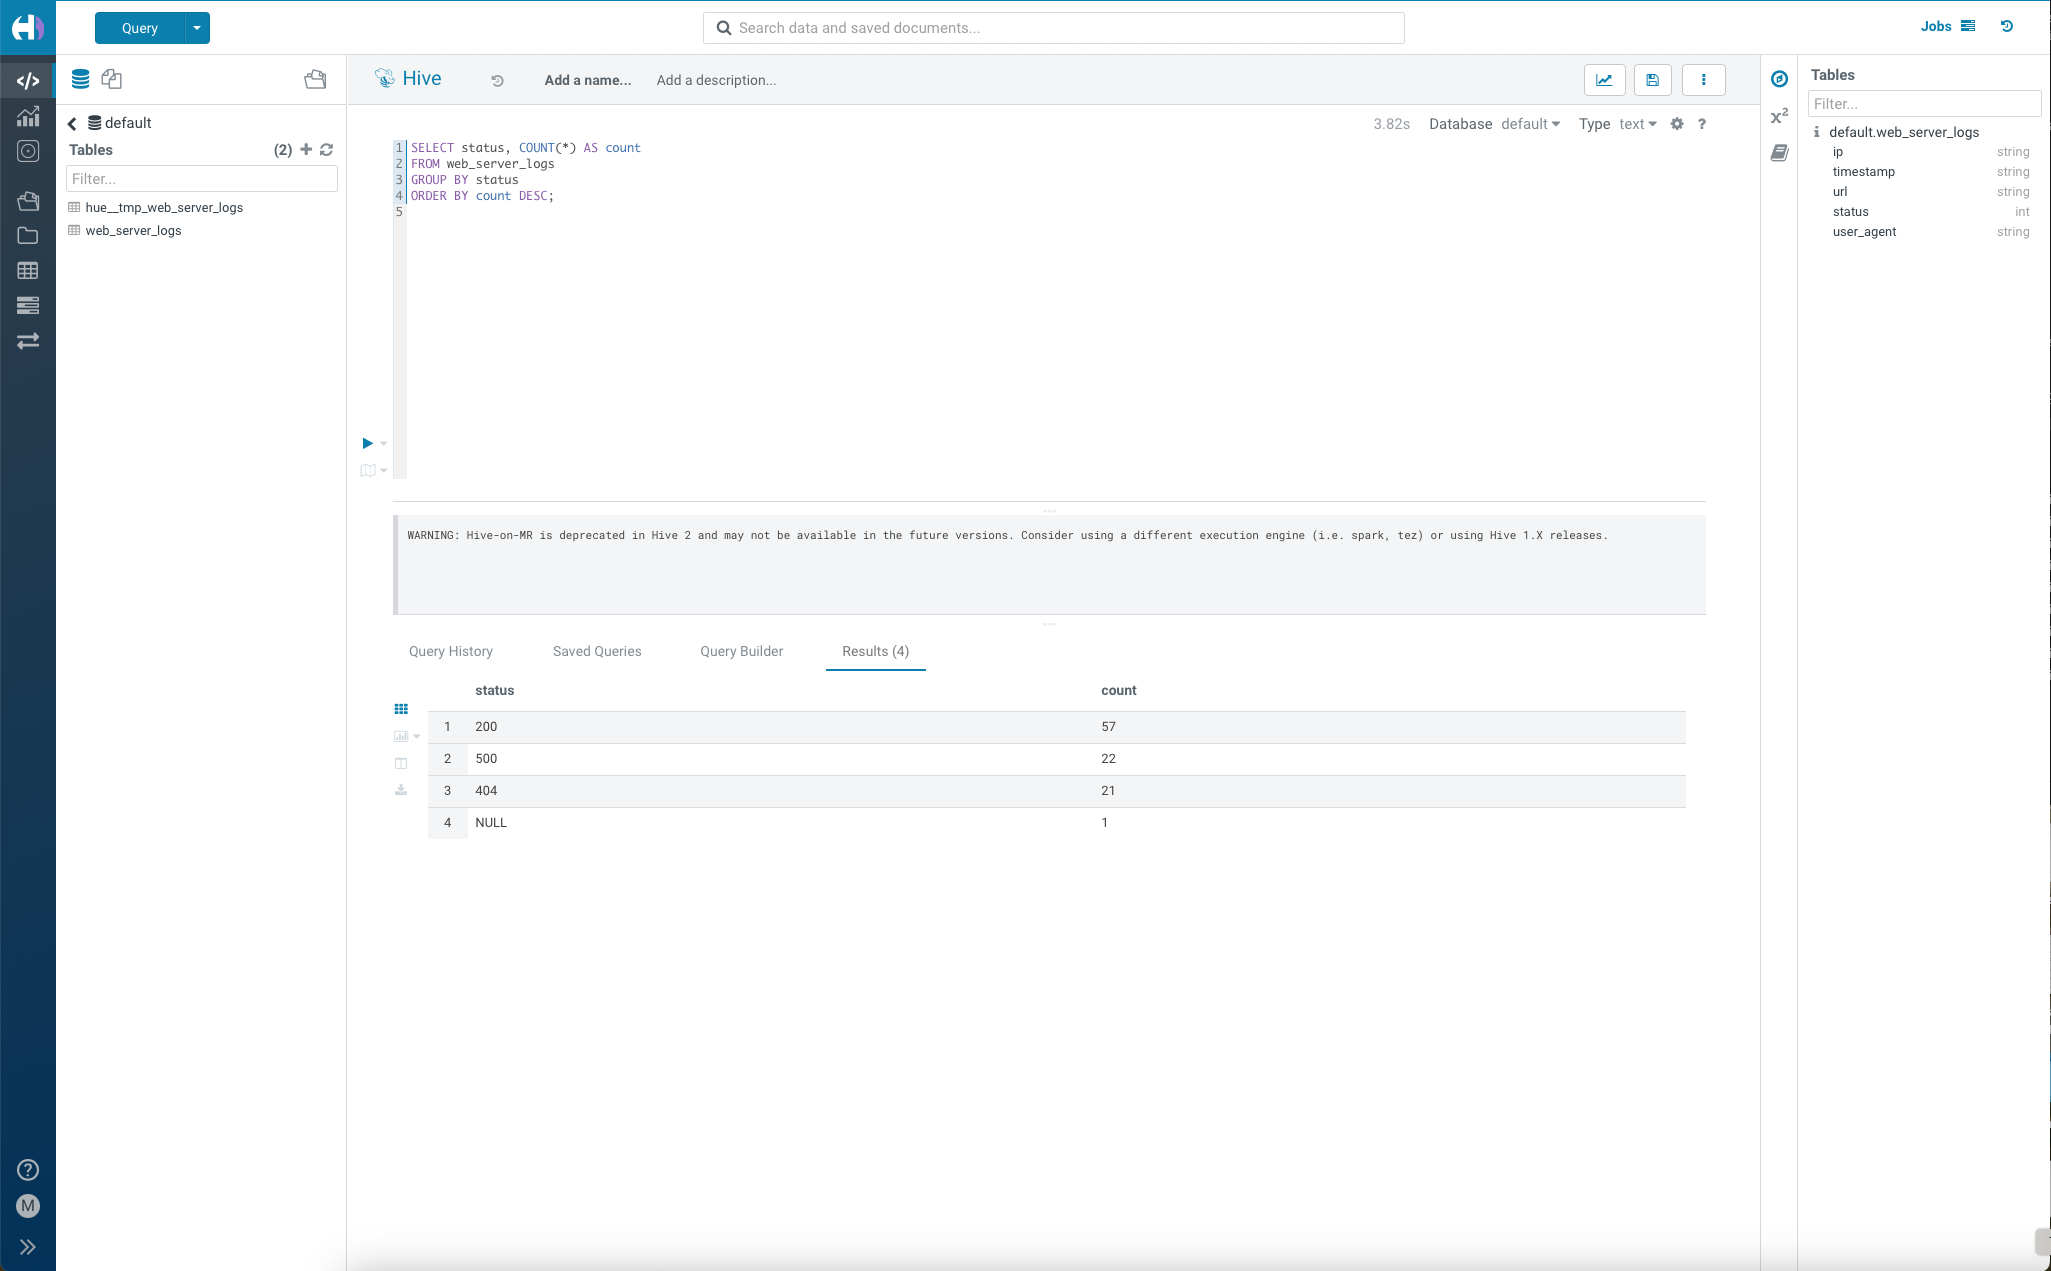 Query
Search data and saved documents...
Jobs
default
Tables (2)
Filter...
hue__tmp_web_server_logs
web_server_logs
Hive
Add a name...
Add a description...
3.82s Database default Type text ?
1 SELECT status, COUNT(*) AS count
2 FROM web_server_logs
3 GROUP BY status
4 ORDER BY count DESC;
5
WARNING: Hive-on-MR is deprecated in Hive 2 and may not be available in the future versions. Consider using a different execution engine (i.e. spark, tez) or using Hive 1.X releases.
Query History Saved Queries Query Builder Results (4)
status count
1 200 57
2 500 22
3 404 21
4 NULL 1
x²
Tables
Filter...
default.web_server_logs
ip string
timestamp string
url string
status int
user_agent string
?
M